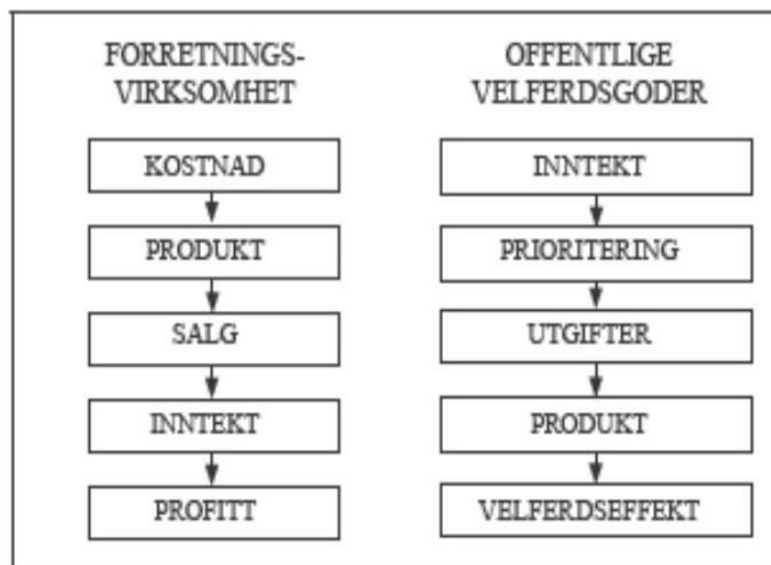 FORRETNINGS-
VIRKSOMHET
KOSTNAD
PRODUKT
SALG
INNTEKT
PROFITT
OFFENTLIGE
VELFERDSGODER
INNTEKT
PRIORITERING
UTGIFTER
PRODUKT
VELFERDSEFFEKT